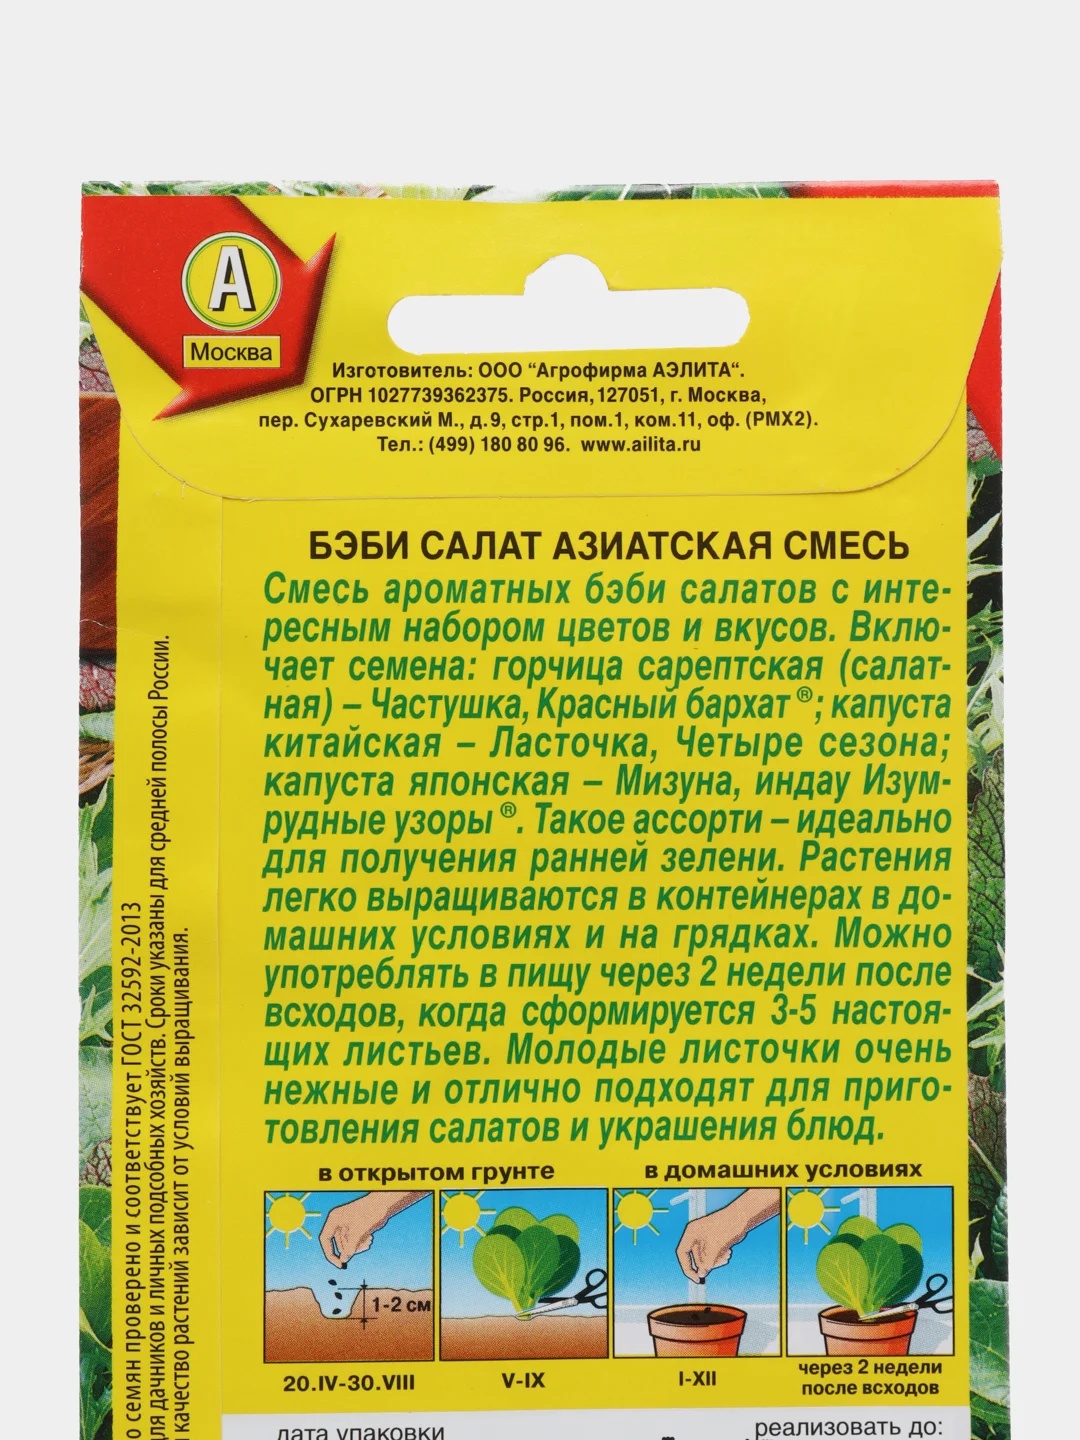 А
Москва
Изготовитель: ООО “Агрофирма АЭЛИТА“.
ОГРН 1027739362375. Россия, 127051, г. Москва,
пер. Сухаревский М., д.9, стр.1, пом.1, ком.11, оф. (РМХ2).
Тел.: (499) 180 80 96. www.ailita.ru
БЭБИ САЛАТ АЗИАТСКАЯ СМЕСЬ
Смесь ароматных бэби салатов с инте-
ресным набором цветов и вкусов. Вклю-
чает семена: горчица сарептская (салат-
ная) – Частушка, Красный бархат ®; капуста
китайская – Ласточка, Четыре сезона;
капуста японская – Мизуна, индау Изум-
рудные узоры ®. Такое ассорти – идеально
для получения ранней зелени. Растения
легко выращиваются в контейнерах в до-
машних условиях и на грядках. Можно
употреблять в пищу через 2 недели после
всходов, когда сформируется 3-5 настоя-
щих листьев. Молодые листочки очень
нежные и отлично подходят для приго-
товления салатов и украшения блюд.
в открытом грунте
в домашних условиях
1-2 см
20.IV-30.VIII
V-IX
I-XII
через 2 недели
после всходов
дата упаковки
реализовать до:
о семян проверено и соответствует ГОСТ 32592-2013
для дачников и личных подсобных хозяйств. Сроки указаны для средней полосы России.
и качество растений зависит от условий выращивания.